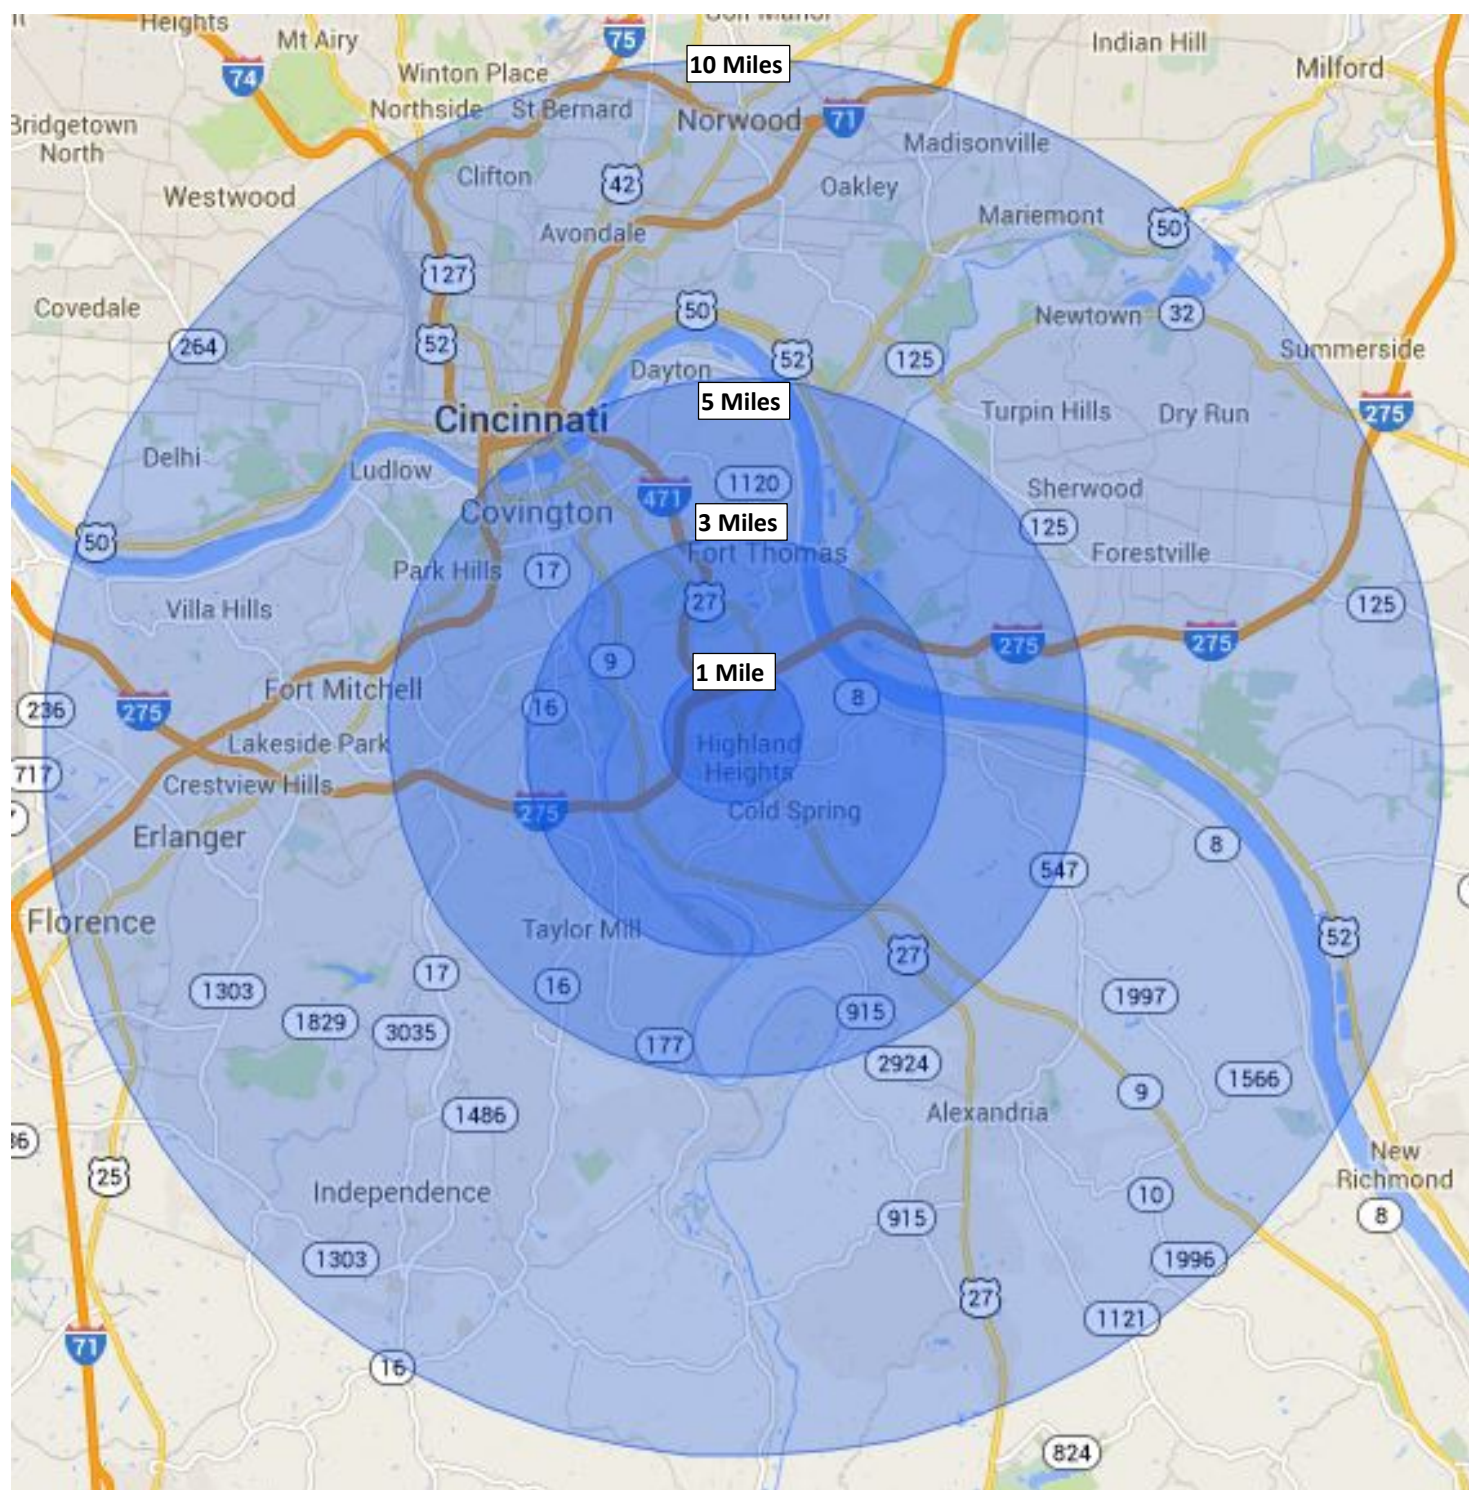 Heights
Mt Airy
75
10 Miles
Indian Hill
Milford
74
Winton Place
Northside
St Bernard
Norwood
71
Bridgetown
North
Madisonville
Clifton
42
Oakley
Westwood
Mariemont
50
Avondale
127
Covedale
50
Newtown
32
264
52
52
125
Summerside
Dayton
5 Miles
275
Cincinnati
Turpin Hills
Dry Run
Delhi
Ludlow
471
1120
Sherwood
Covington
3 Miles
125
50
Fort Thomas
Forestville
Park Hills
17
27
125
Villa Hills
275
275
9
1 Mile
Fort Mitchell
8
236
275
16
Lakeside Park
Highland
Heights
717
Crestview Hills
275
Cold Spring
Erlanger
8
547
Florence
Taylor Mill
52
27
17
1303
16
1997
1829
3035
915
177
2924
1566
9
1486
Alexandria
New
Richmond
25
Independence
10
915
8
1303
1996
27
1121
71
16
824